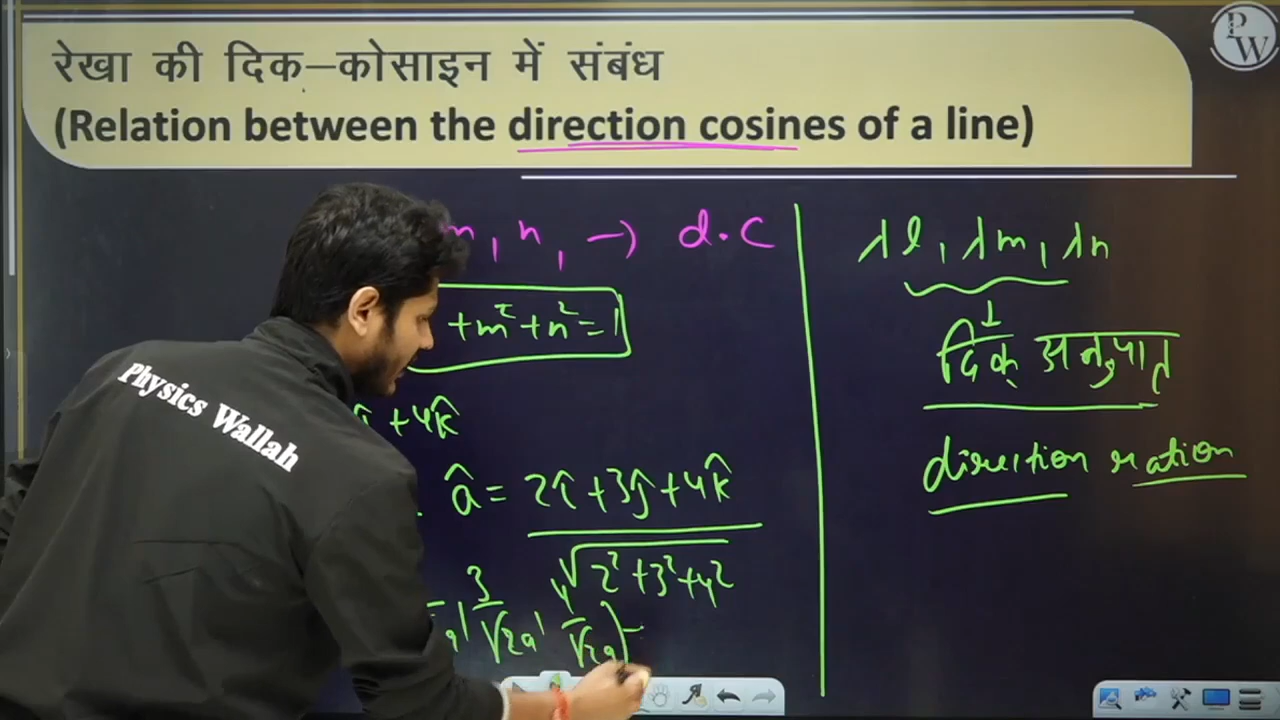 रेखा की दिक–कोसाइन में संबंध
(Relation between the direction cosines of a line)
PW
m, n, → d.c
+m²+n²=1
+4k̂
â = 2î+3ĵ+4k̂
√2²+3²+4²
3/√29, 4/√29)
λl, λm, λn
दिक् अनुपात
direction ration
Physics Wallah